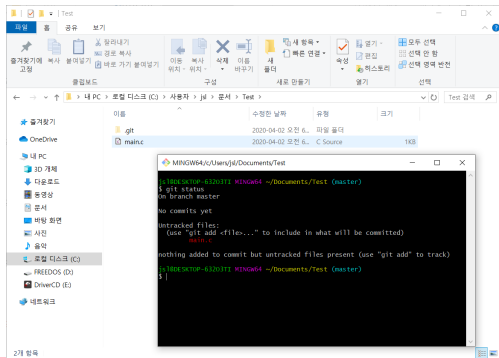 Test
파일 홈 공유 보기
즐겨찾기에 고정
복사
붙여넣기
잘라내기
경로 복사
바로 가기 붙여넣기
이동 위치
복사 위치
삭제
이름 바꾸기
새 폴더
새 항목
빠른 연결
속성
열기
편집
히스토리
모두 선택
선택 안 함
선택 영역 반전
클립보드 구성 새로 만들기 열기 선택
내 PC > 로컬 디스크 (C:) > 사용자 > jsl > 문서 > Test >
Test 검색
이름 수정한 날짜 유형 크기
.git 2020-04-02 오전 6... 파일 폴더
main.c 2020-04-02 오전 6... C Source 1KB
즐겨찾기
OneDrive
내 PC
3D 개체
다운로드
동영상
문서
바탕 화면
사진
음악
로컬 디스크 (C:)
FREEDOS (D:)
DriverCD (E:)
네트워크
2개 항목
MINGW64:/c/Users/jsl/Documents/Test
jsl@DESKTOP-632U3TI MINGW64 ~/Documents/Test (master)
$ git status
On branch master
No commits yet
Untracked files:
(use "git add <file>..." to include in what will be committed)
main.c
nothing added to commit but untracked files present (use "git add" to track)
jsl@DESKTOP-632U3TI MINGW64 ~/Documents/Test (master)
$